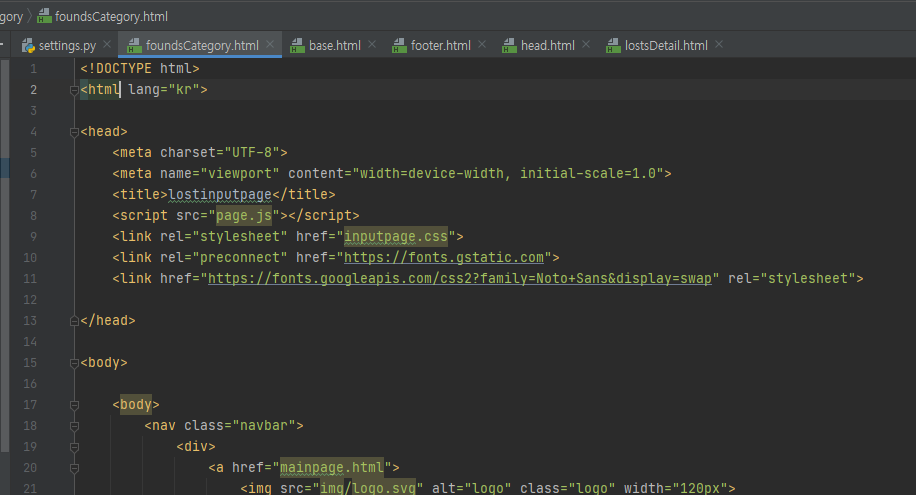 gory foundsCategory.html
settings.py foundsCategory.html base.html footer.html head.html lostsDetail.html
1 <!DOCTYPE html>
2 <html lang="kr">
3
4 <head>
5 <meta charset="UTF-8">
6 <meta name="viewport" content="width=device-width, initial-scale=1.0">
7 <title>lostinputpage</title>
8 <script src="page.js"></script>
9 <link rel="stylesheet" href="inputpage.css">
10 <link rel="preconnect" href="https://fonts.gstatic.com">
11 <link href="https://fonts.googleapis.com/css2?family=Noto+Sans&display=swap" rel="stylesheet">
12
13 </head>
14
15 <body>
16
17 <body>
18 <nav class="navbar">
19 <div>
20 <a href="mainpage.html">
21 <img src="img/logo.svg" alt="logo" class="logo" width="120px">